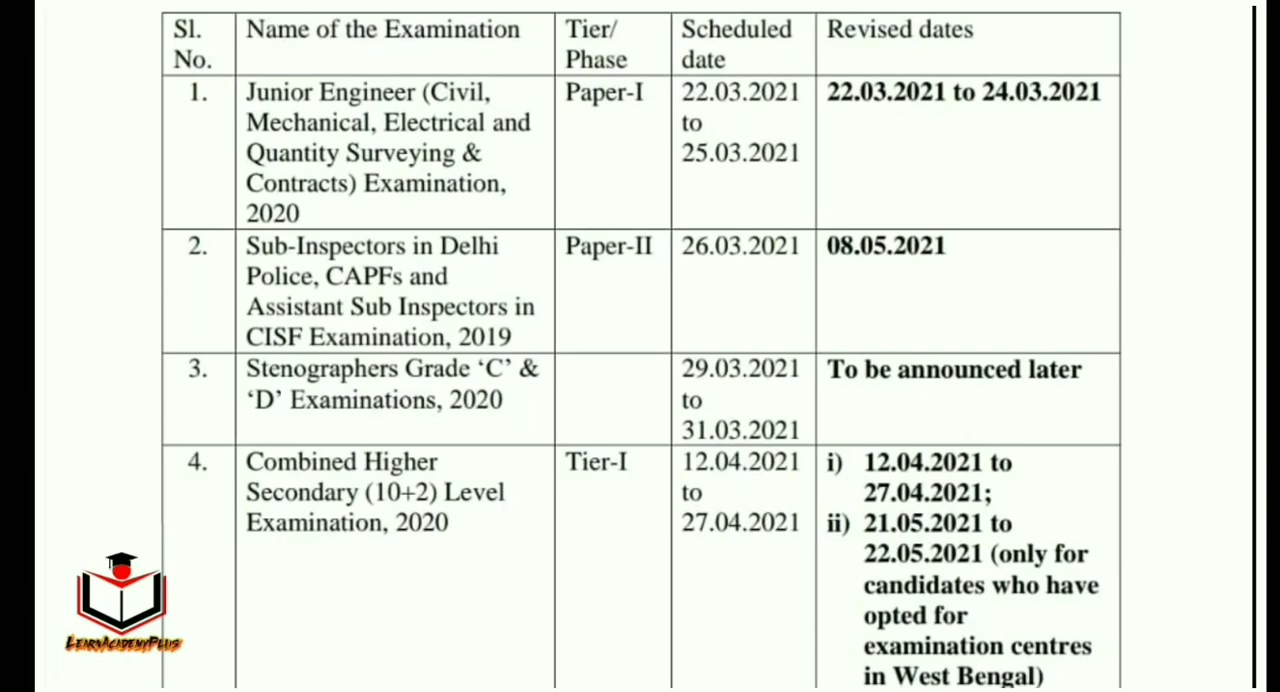 Sl. No. Name of the Examination Tier/ Phase Scheduled date Revised dates
1. Junior Engineer (Civil, Mechanical, Electrical and Quantity Surveying & Contracts) Examination, 2020 Paper-I 22.03.2021 to 25.03.2021 22.03.2021 to 24.03.2021
2. Sub-Inspectors in Delhi Police, CAPFs and Assistant Sub Inspectors in CISF Examination, 2019 Paper-II 26.03.2021 08.05.2021
3. Stenographers Grade ‘C’ & ‘D’ Examinations, 2020 29.03.2021 to 31.03.2021 To be announced later
4. Combined Higher Secondary (10+2) Level Examination, 2020 Tier-I 12.04.2021 to 27.04.2021 i) 12.04.2021 to 27.04.2021;
ii) 21.05.2021 to 22.05.2021 (only for candidates who have opted for examination centres in West Bengal)
LearnAcademyPlus